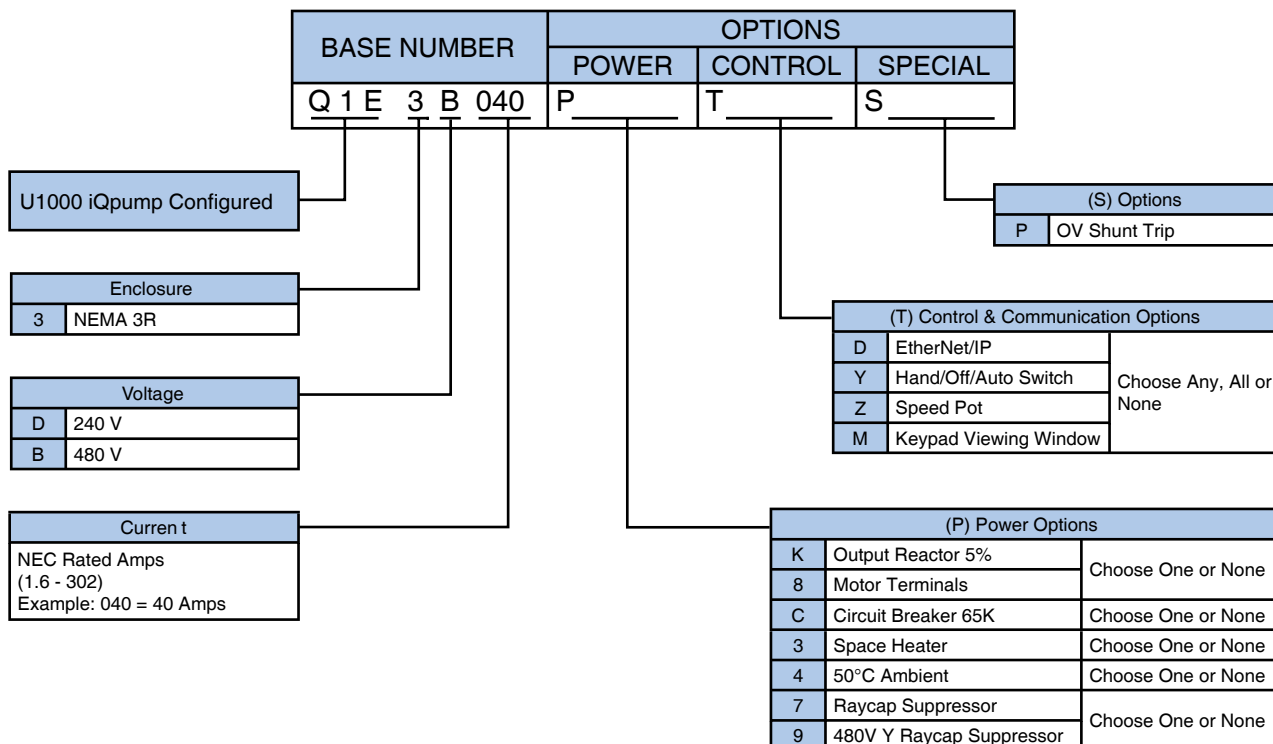 BASE NUMBER
OPTIONS
POWER CONTROL SPECIAL
Q 1 E 3 B 040 P T S
U1000 iQpump Configured
Enclosure
3 NEMA 3R
Voltage
D 240 V
B 480 V
Curren t
NEC Rated Amps
(1.6 - 302)
Example: 040 = 40 Amps
(S) Options
P OV Shunt Trip
(T) Control & Communication Options
D EtherNet/IP
Y Hand/Off/Auto Switch
Z Speed Pot
M Keypad Viewing Window
Choose Any, All or
None
(P) Power Options
K Output Reactor 5%
8 Motor Terminals
Choose One or None
C Circuit Breaker 65K Choose One or None
3 Space Heater Choose One or None
4 50°C Ambient Choose One or None
7 Raycap Suppressor
9 480V Y Raycap Suppressor
Choose One or None